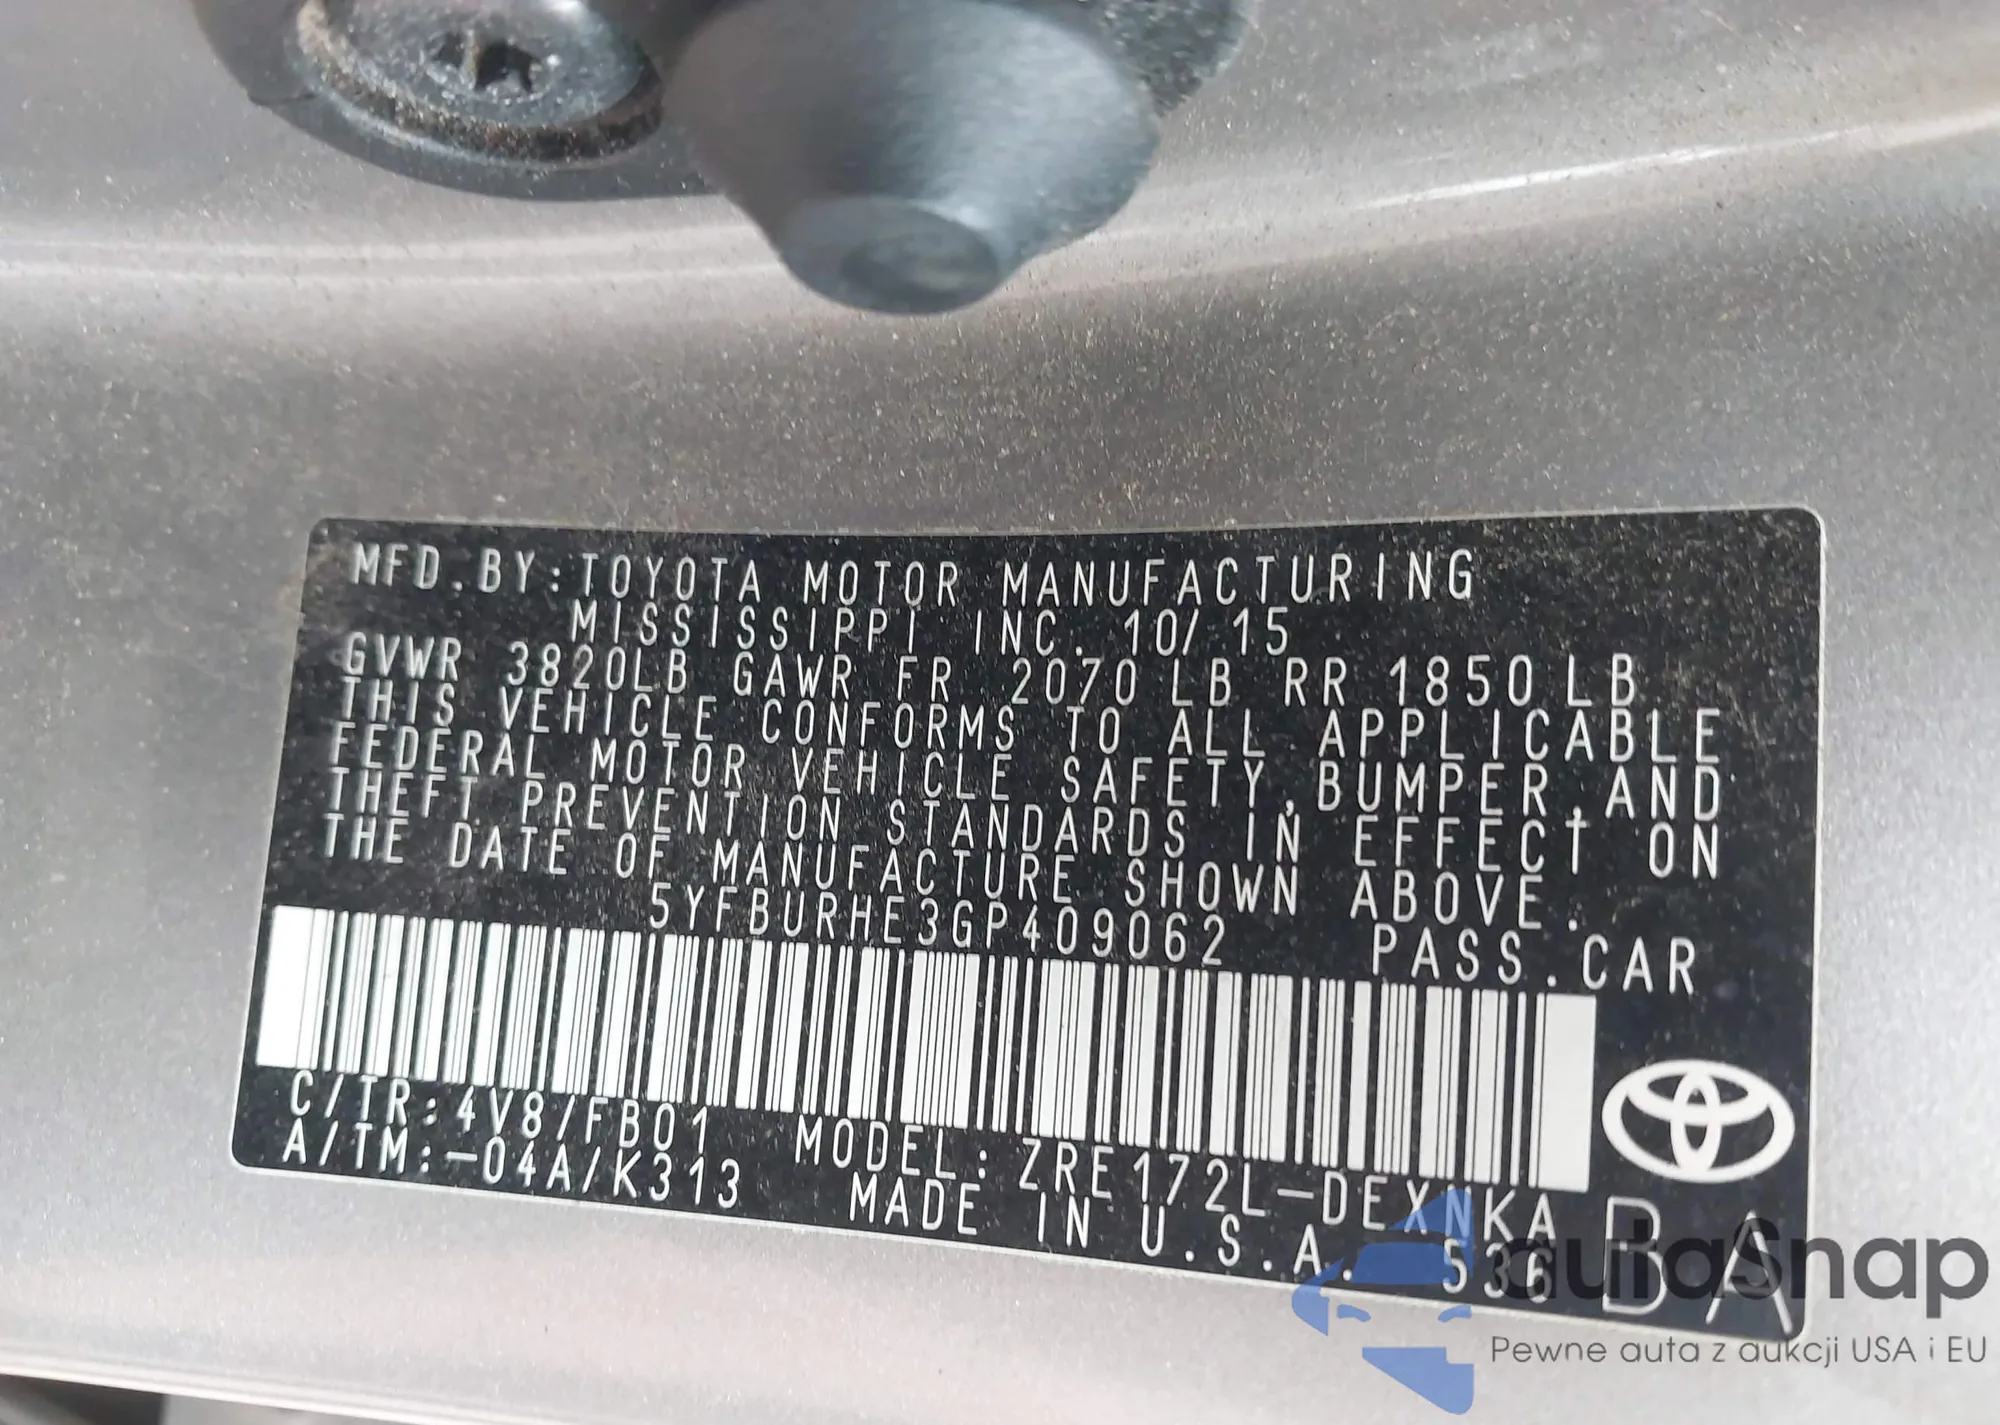 MFD.BY:TOYOTA MOTOR MANUFACTURING
MISSISSIPPI INC. 10/15
GVWR 3820LB GAWR FR 2070LB RR 1850LB
THIS VEHICLE CONFORMS TO ALL APPLICABLE
FEDERAL MOTOR VEHICLE SAFETY,BUMPER,AND
THEFT PREVENTION STANDARDS IN EFFECT ON
THE DATE OF MANUFACTURE SHOWN ABOVE.
5YFBURHE3GP409062 PASS.CAR
C/TR:4V8/FB01 MODEL:ZRE172L-DEXNKA
A/TM:-04A/K313 MADE IN U.S.A. 536 BA
autaSnap
Pewne auta z aukcji USA i EU